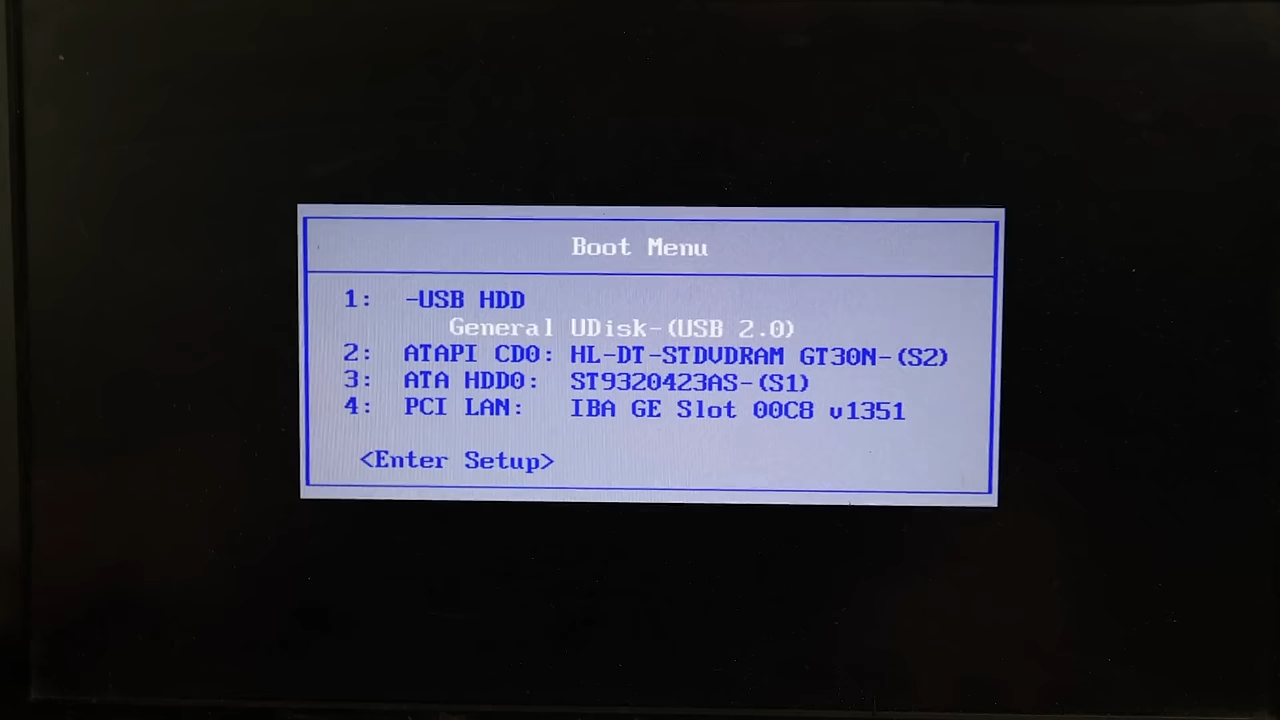 Boot Menu
1: -USB HDD
General UDisk-(USB 2.0)
2: ATAPI CD0: HL-DT-STDVDRAM GT30N-(S2)
3: ATA HDD0: ST9320423AS-(S1)
4: PCI LAN: IBA GE Slot 00C8 v1351
<Enter Setup>